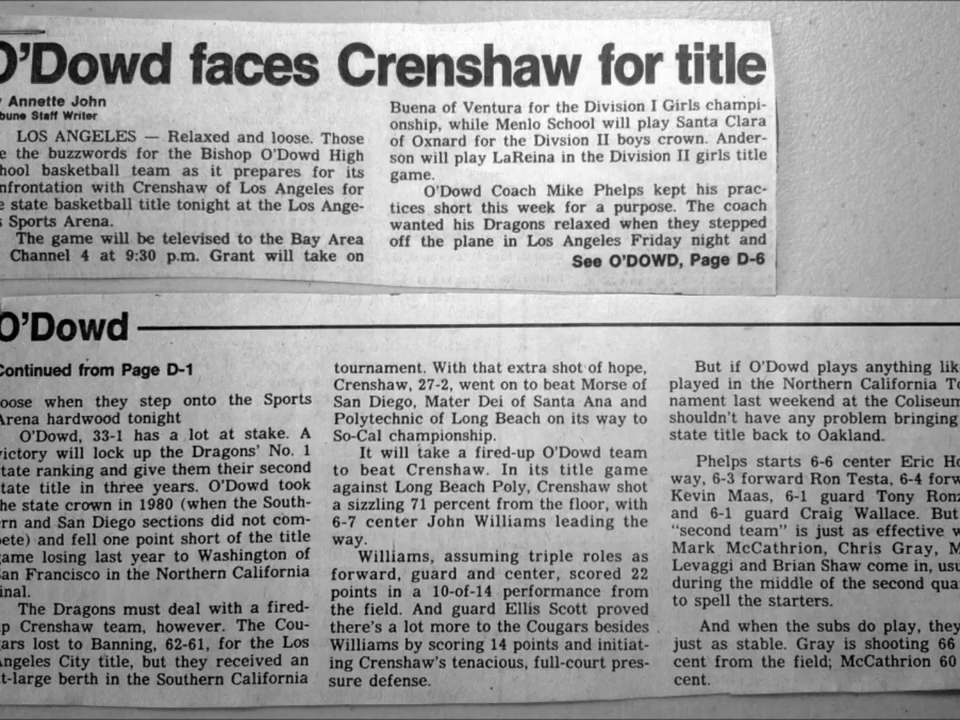 O'Dowd faces Crenshaw for title
Annette John
bune Staff Writer
LOS ANGELES — Relaxed and loose. Those
e the buzzwords for the Bishop O'Dowd High
hool basketball team as it prepares for its
nfrontation with Crenshaw of Los Angeles for
e state basketball title tonight at the Los Ange-
s Sports Arena.
The game will be televised to the Bay Area
Channel 4 at 9:30 p.m. Grant will take on
Buena of Ventura for the Division I Girls champi-
onship, while Menlo School will play Santa Clara
of Oxnard for the Divsion II boys crown. Ander-
son will play LaReina in the Division II girls title
game.
O'Dowd Coach Mike Phelps kept his prac-
tices short this week for a purpose. The coach
wanted his Dragons relaxed when they stepped
off the plane in Los Angeles Friday night and
See O'DOWD, Page D-6
O'Dowd
Continued from Page D-1
oose when they step onto the Sports
Arena hardwood tonight
O'Dowd, 33-1 has a lot at stake. A
victory will lock up the Dragons' No. 1
tate ranking and give them their second
tate title in three years. O'Dowd took
he state crown in 1980 (when the South-
ern and San Diego sections did not com-
pete) and fell one point short of the title
game losing last year to Washington of
San Francisco in the Northern California
inal.
The Dragons must deal with a fired-
up Crenshaw team, however. The Cou-
gars lost to Banning, 62-61, for the Los
Angeles City title, but they received an
t-large berth in the Southern California
tournament. With that extra shot of hope,
Crenshaw, 27-2, went on to beat Morse of
San Diego, Mater Dei of Santa Ana and
Polytechnic of Long Beach on its way to
So-Cal championship.
It will take a fired-up O'Dowd team
to beat Crenshaw. In its title game
against Long Beach Poly, Crenshaw shot
a sizzling 71 percent from the floor, with
6-7 center John Williams leading the
way.
Williams, assuming triple roles as
forward, guard and center, scored 22
points in a 10-of-14 performance from
the field. And guard Ellis Scott proved
there's a lot more to the Cougars besides
Williams by scoring 14 points and initiat-
ing Crenshaw's tenacious, full-court pres-
sure defense.
But if O'Dowd plays anything lik
played in the Northern California To
nament last weekend at the Coliseum
shouldn't have any problem bringing
state title back to Oakland.
Phelps starts 6-6 center Eric Ho
way, 6-3 forward Ron Testa, 6-4 forw
Kevin Maas, 6-1 guard Tony Ronz
and 6-1 guard Craig Wallace. But
"second team" is just as effective w
Mark McCathrion, Chris Gray, M
Levaggi and Brian Shaw come in, usu
during the middle of the second qua
to spell the starters.
And when the subs do play, they
just as stable. Gray is shooting 66
cent from the field; McCathrion 60
cent.